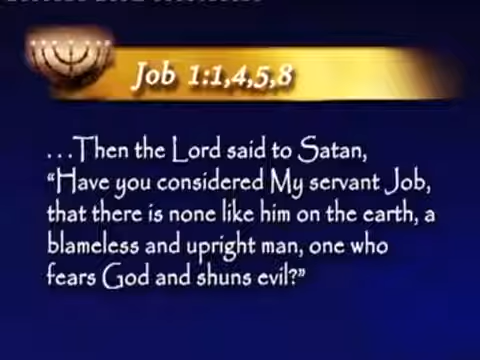 Job 1:1,4,5,8
...Then the Lord said to Satan,
“Have you considered My servant Job,
that there is none like him on the earth, a
blameless and upright man, one who
fears God and shuns evil?”